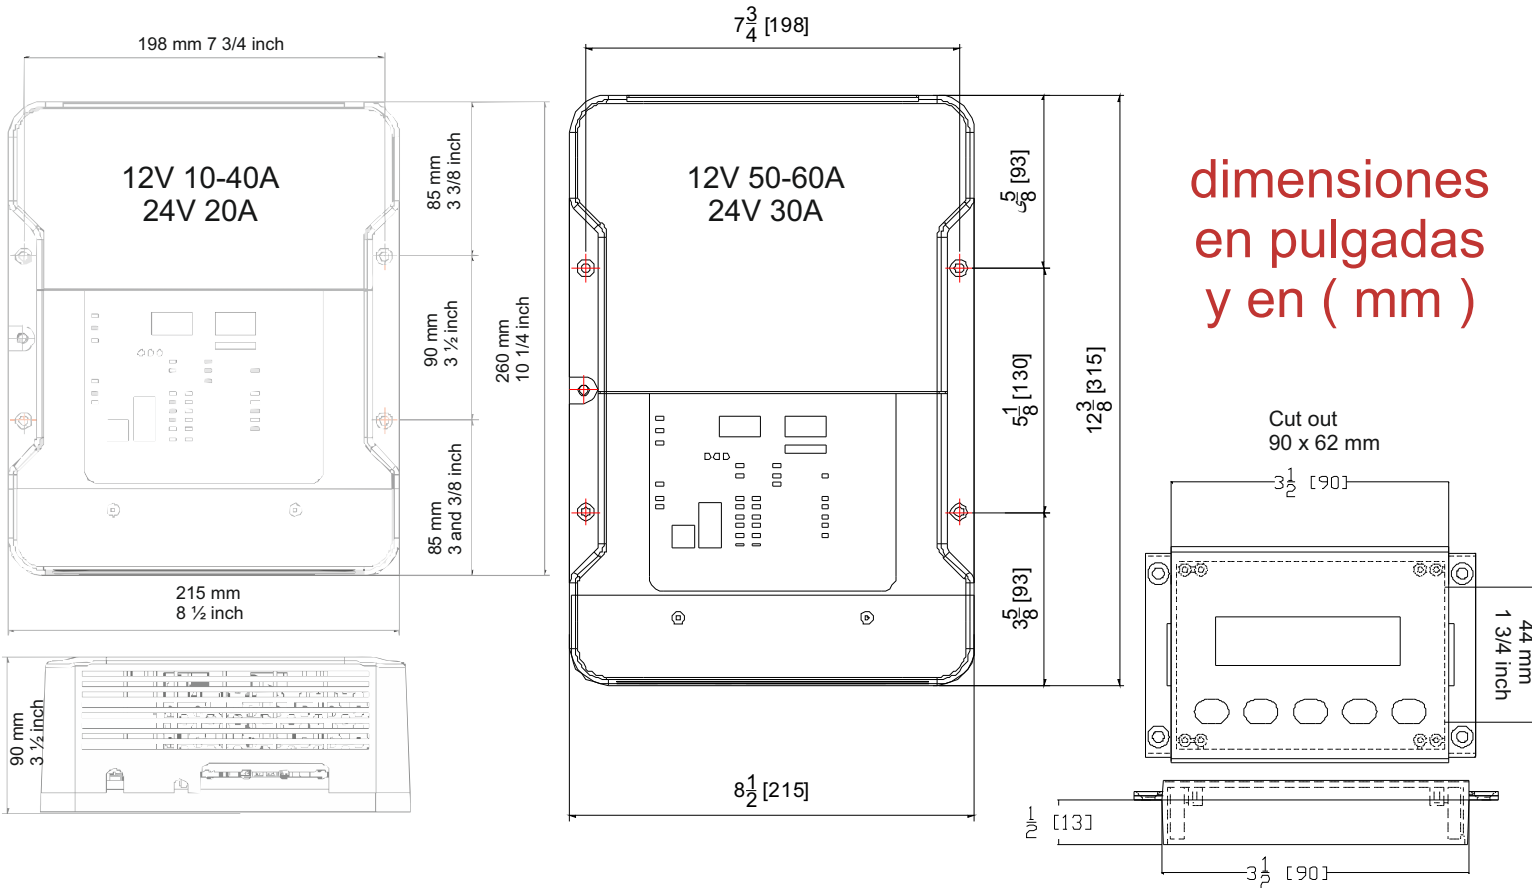 198 mm 7 3/4 inch
12V 10-40A
24V 20A
85 mm
3 3/8 inch
90 mm
3 ½ inch
260 mm
10 1/4 inch
85 mm
3 and 3/8 inch
215 mm
8 ½ inch
90 mm
3 ½ inch
7 3/4 [198]
12V 50-60A
24V 30A
5/8 [93]
5 1/8 [130]
12 3/8 [315]
3 5/8 [93]
8 1/2 [215]
dimensiones
en pulgadas
y en ( mm )
Cut out
90 x 62 mm
3 1/2 [90]
44 mm
1 3/4 inch
1/2 [13]
3 1/2 [90]